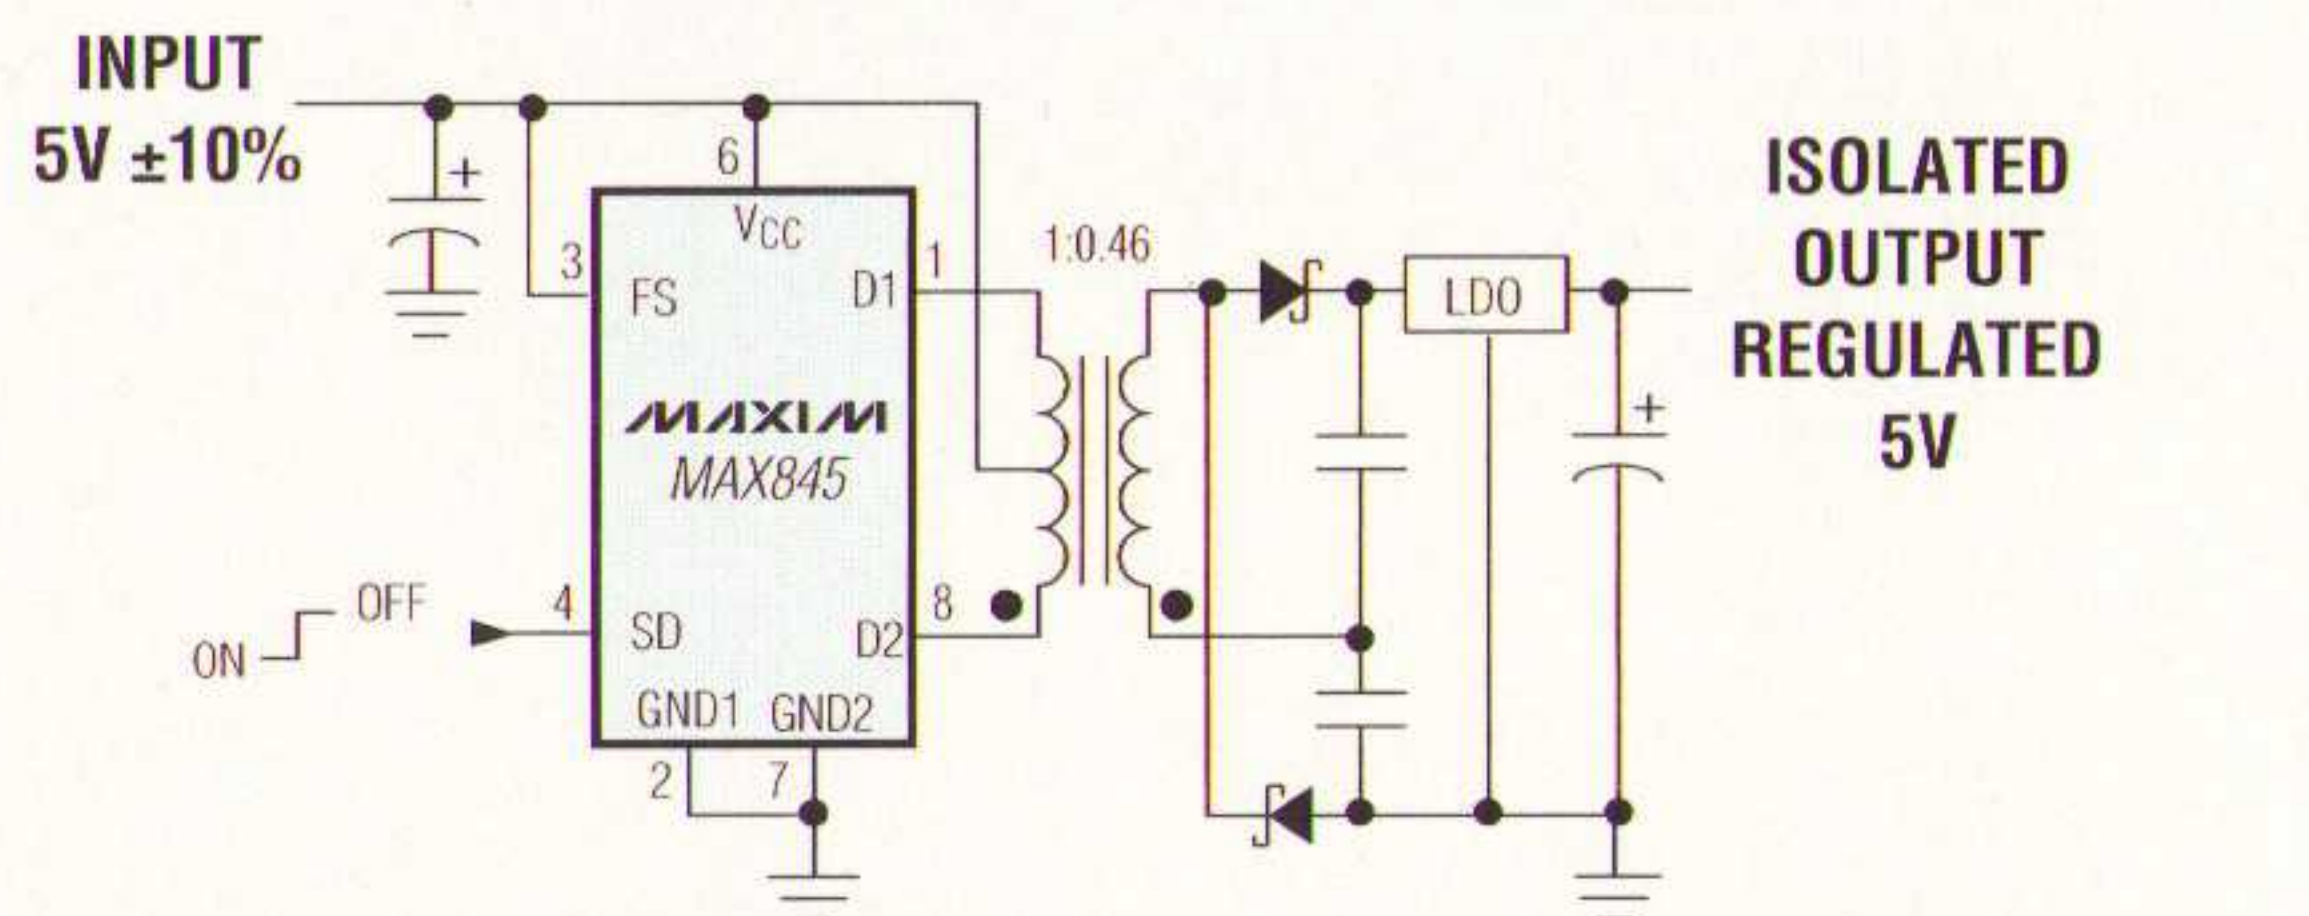 INPUT
5V ±10%
+
6
VCC
3
FS
D1
1
1:0.46
LDO
ISOLATED
OUTPUT
REGULATED
5V
+
MAXIM
MAX845
ON
OFF
4
SD
D2
8
GND1
GND2
2
7